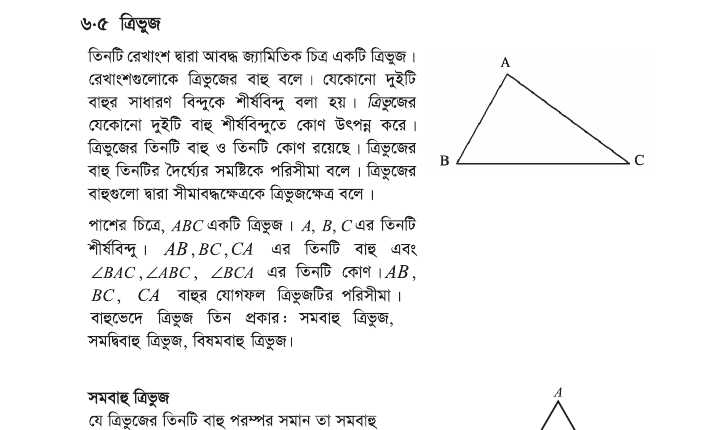 ৬·৫ ত্রিভুজ
তিনটি রেখাংশ দ্বারা আবদ্ধ জ্যামিতিক চিত্র একটি ত্রিভুজ।
রেখাংশগুলোকে ত্রিভুজের বাহু বলে। যেকোনো দুইটি
বাহুর সাধারণ বিন্দুকে শীর্ষবিন্দু বলা হয়। ত্রিভুজের
যেকোনো দুইটি বাহু শীর্ষবিন্দুতে কোণ উৎপন্ন করে।
ত্রিভুজের তিনটি বাহু ও তিনটি কোণ রয়েছে। ত্রিভুজের
বাহু তিনটির দৈর্ঘ্যের সমষ্টিকে পরিসীমা বলে। ত্রিভুজের
বাহুগুলো দ্বারা সীমাবদ্ধক্ষেত্রকে ত্রিভুজক্ষেত্র বলে।
A
B
C
পাশের চিত্রে, ABC একটি ত্রিভুজ। A, B, C এর তিনটি
শীর্ষবিন্দু। AB, BC, CA এর তিনটি বাহু এবং
∠BAC, ∠ABC, ∠BCA এর তিনটি কোণ। AB,
BC, CA বাহুর যোগফল ত্রিভুজটির পরিসীমা।
বাহুভেদে ত্রিভুজ তিন প্রকার: সমবাহু ত্রিভুজ,
সমদ্বিবাহু ত্রিভুজ, বিষমবাহু ত্রিভুজ।
সমবাহু ত্রিভুজ
যে ত্রিভুজের তিনটি বাহু পরস্পর সমান তা সমবাহু
A